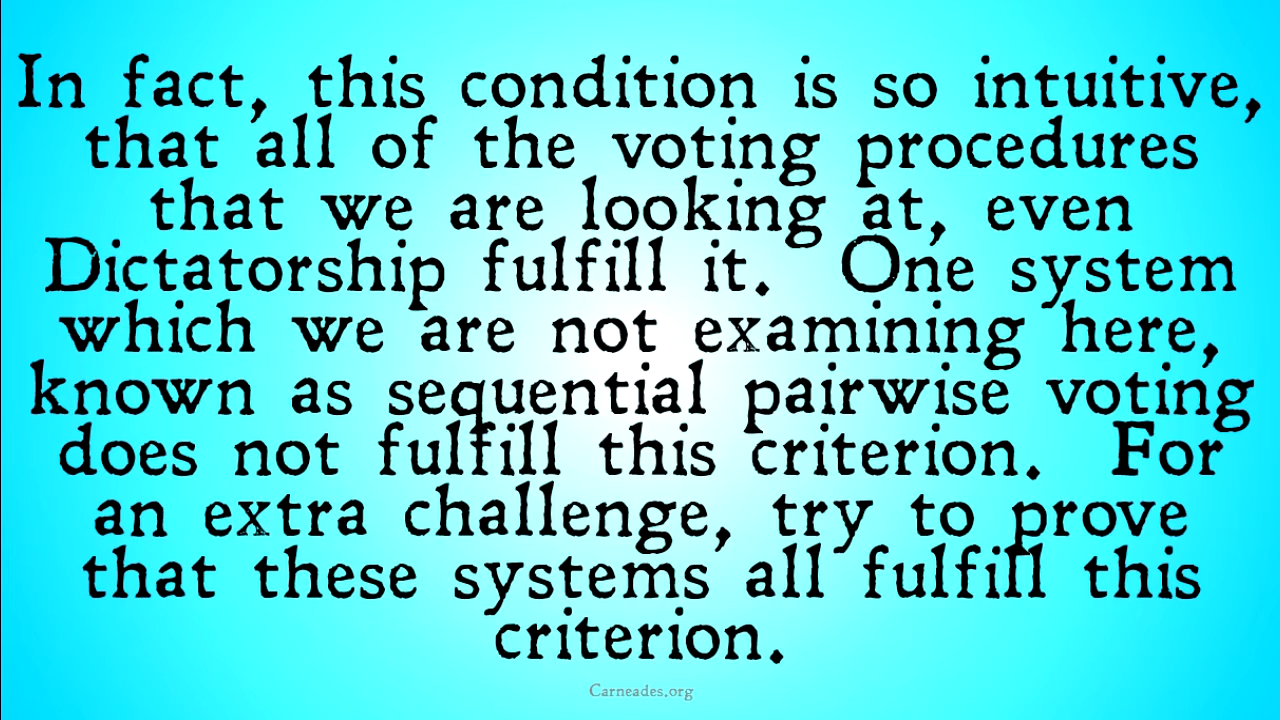 In fact, this condition is so intuitive,
that all of the voting procedures
that we are looking at, even
Dictatorship fulfill it. One system
which we are not examining here,
known as sequential pairwise voting
does not fulfill this criterion. For
an extra challenge, try to prove
that these systems all fulfill this
criterion.
Carneades.org